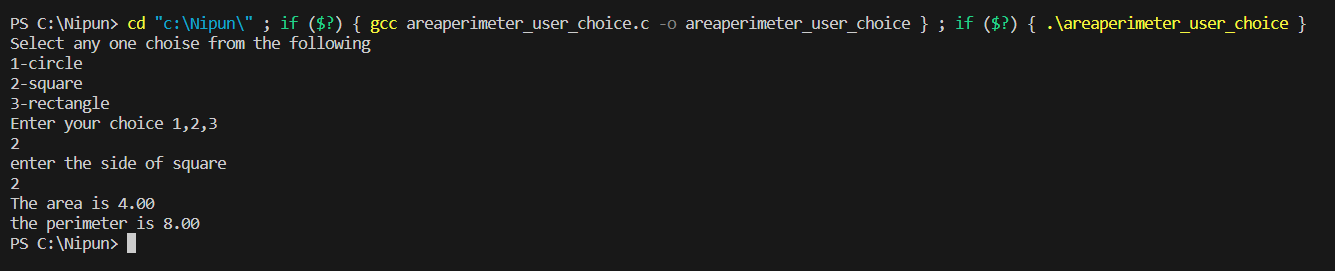 PS C:\Nipun> cd "c:\Nipun\" ; if ($?) { gcc areaperimeter_user_choice.c -o areaperimeter_user_choice } ; if ($?) { .\areaperimeter_user_choice }
Select any one choise from the following
1-circle
2-square
3-rectangle
Enter your choice 1,2,3
2
enter the side of square
2
The area is 4.00
the perimeter is 8.00
PS C:\Nipun>